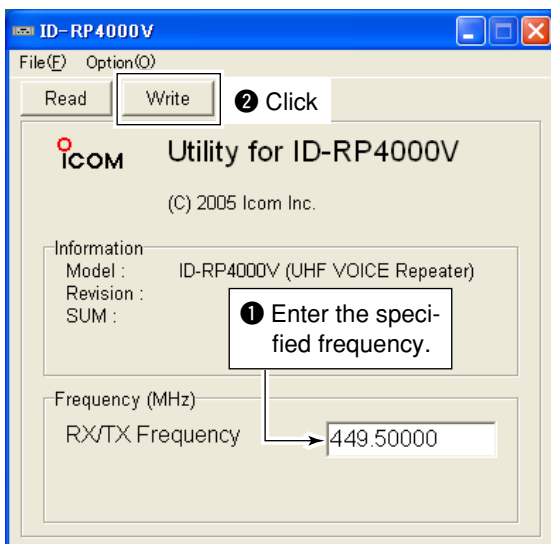 ID-RP4000V
File(F) Option(O)
Read Write ❷ Click
ICOM Utility for ID-RP4000V
(C) 2005 Icom Inc.
Information
Model : ID-RP4000V (UHF VOICE Repeater)
Revision :
SUM :
❶ Enter the speci-
fied frequency.
Frequency (MHz)
RX/TX Frequency 449.50000